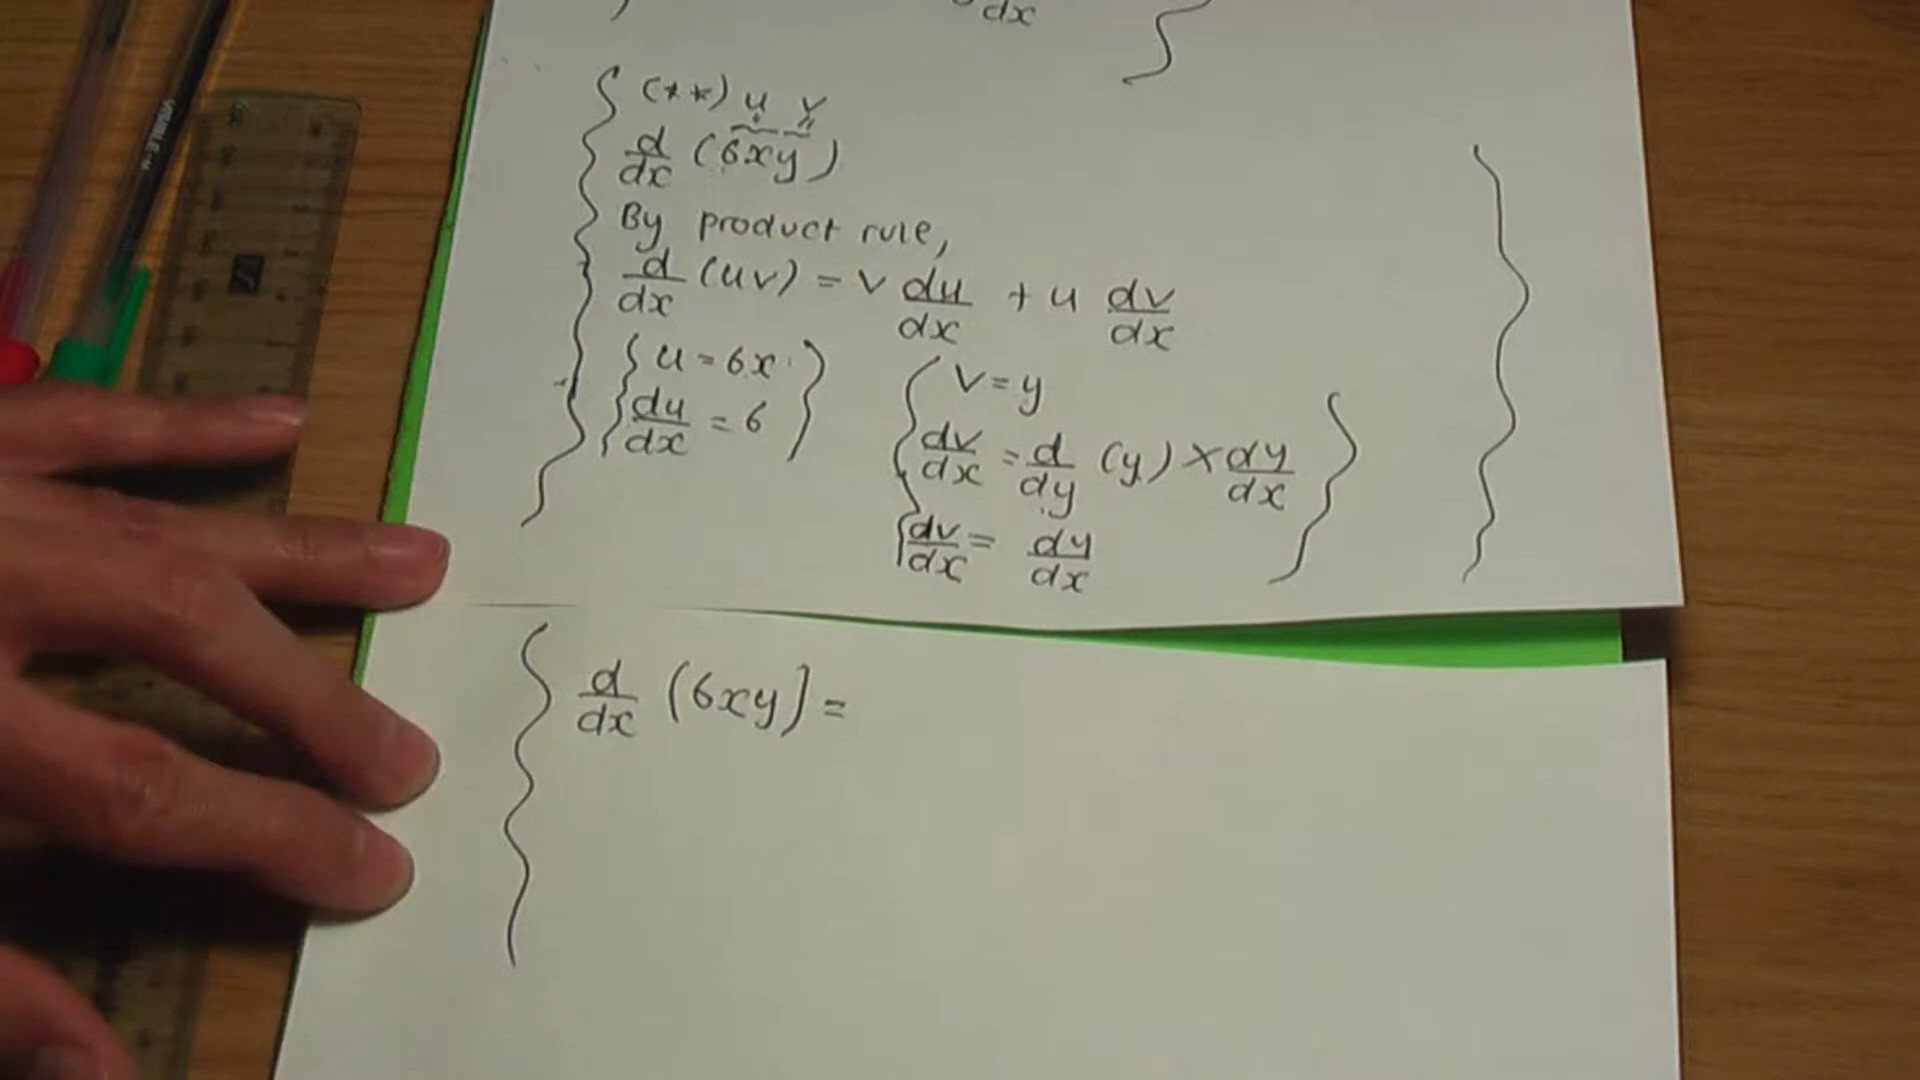 dx
(**) u v
d/dx (6xy)
By product rule,
d/dx (uv) = v du/dx + u dv/dx
u = 6x
du/dx = 6
v = y
dv/dx = d/dy (y) × dy/dx
dv/dx = dy/dx
d/dx (6xy) =